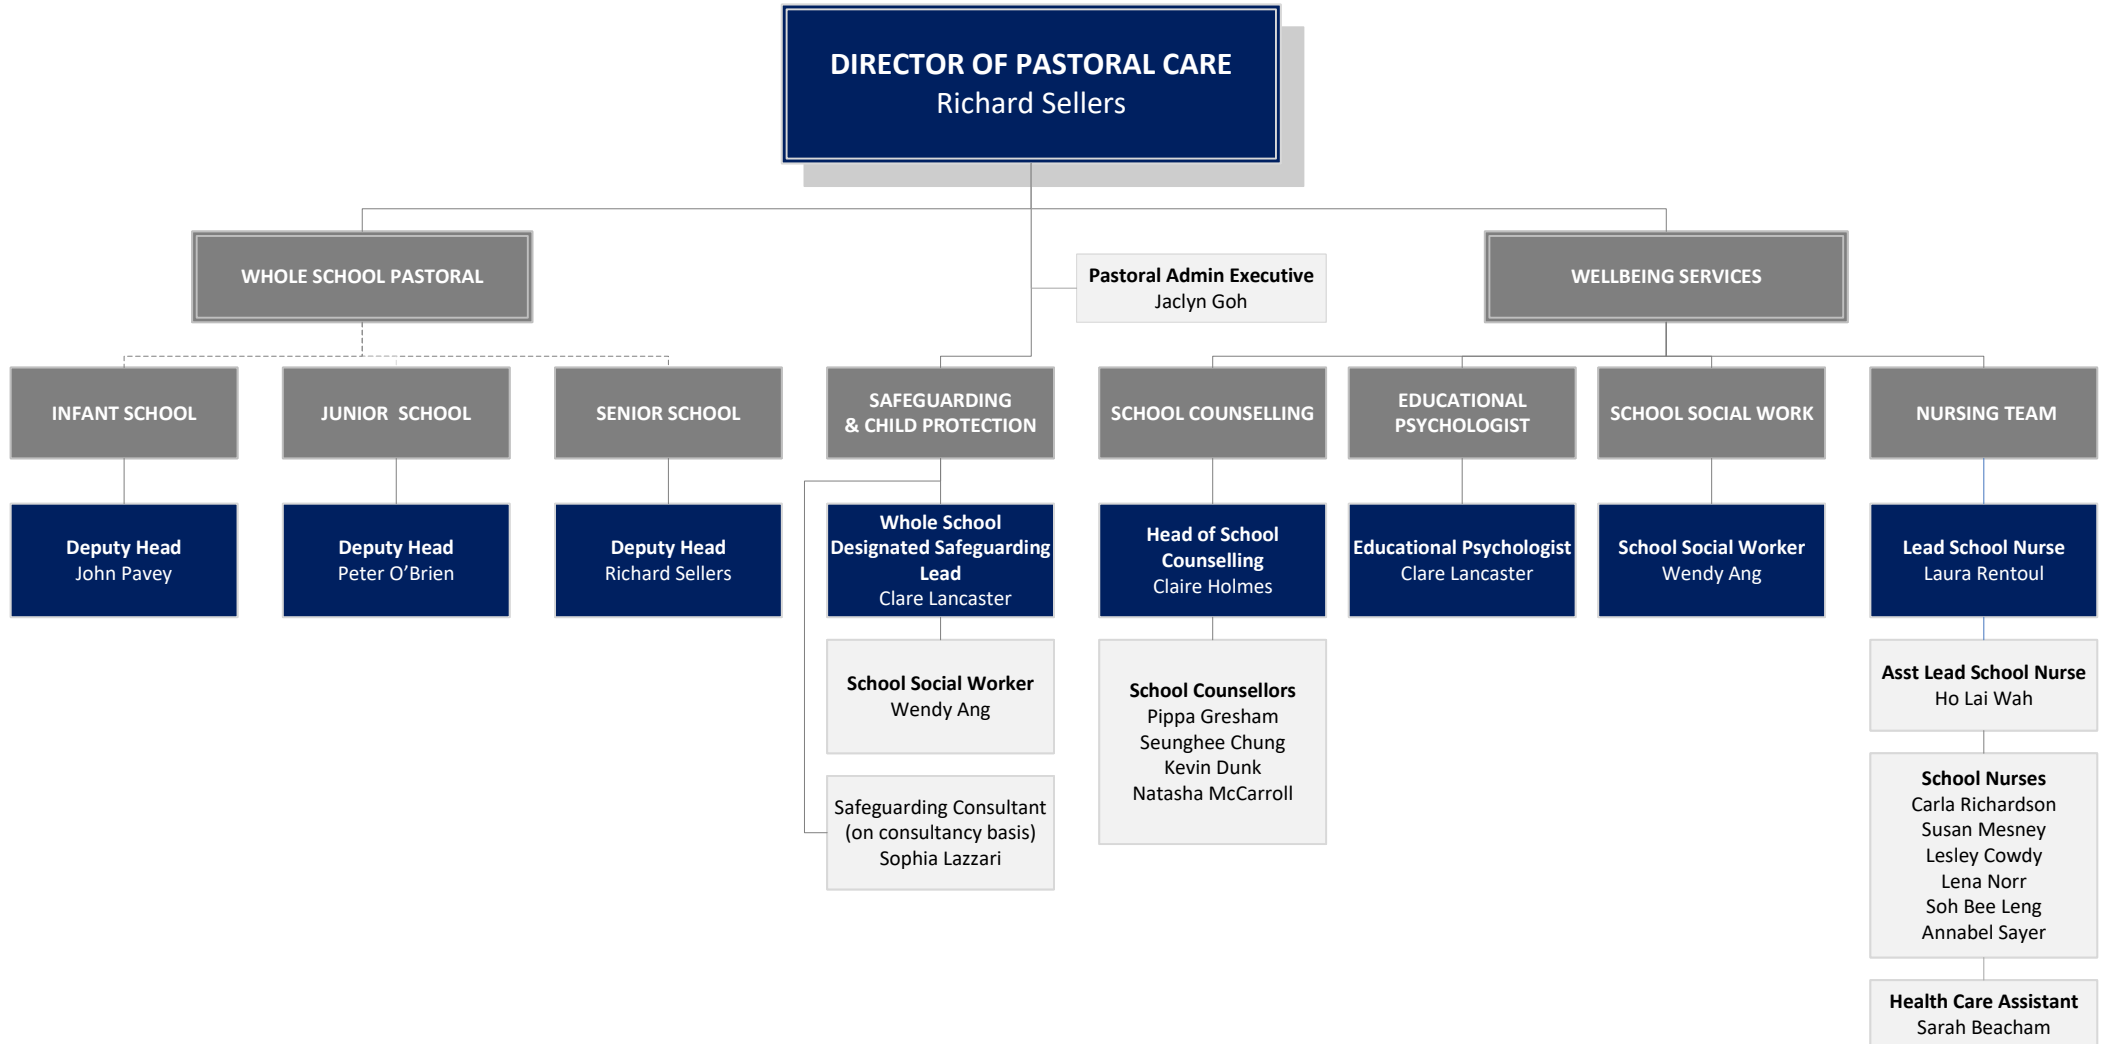 DIRECTOR OF PASTORAL CARE
Richard Sellers
WHOLE SCHOOL PASTORAL
Pastoral Admin Executive
Jaclyn Goh
WELLBEING SERVICES
INFANT SCHOOL
JUNIOR SCHOOL
SENIOR SCHOOL
SAFEGUARDING
& CHILD PROTECTION
SCHOOL COUNSELLING
EDUCATIONAL
PSYCHOLOGIST
SCHOOL SOCIAL WORK
NURSING TEAM
Deputy Head
John Pavey
Deputy Head
Peter O’Brien
Deputy Head
Richard Sellers
Whole School
Designated Safeguarding
Lead
Clare Lancaster
Head of School
Counselling
Claire Holmes
Educational Psychologist
Clare Lancaster
School Social Worker
Wendy Ang
Lead School Nurse
Laura Rentoul
School Social Worker
Wendy Ang
Safeguarding Consultant
(on consultancy basis)
Sophia Lazzari
School Counsellors
Pippa Gresham
Seunghee Chung
Kevin Dunk
Natasha McCarroll
Asst Lead School Nurse
Ho Lai Wah
School Nurses
Carla Richardson
Susan Mesney
Lesley Cowdy
Lena Norr
Soh Bee Leng
Annabel Sayer
Health Care Assistant
Sarah Beacham